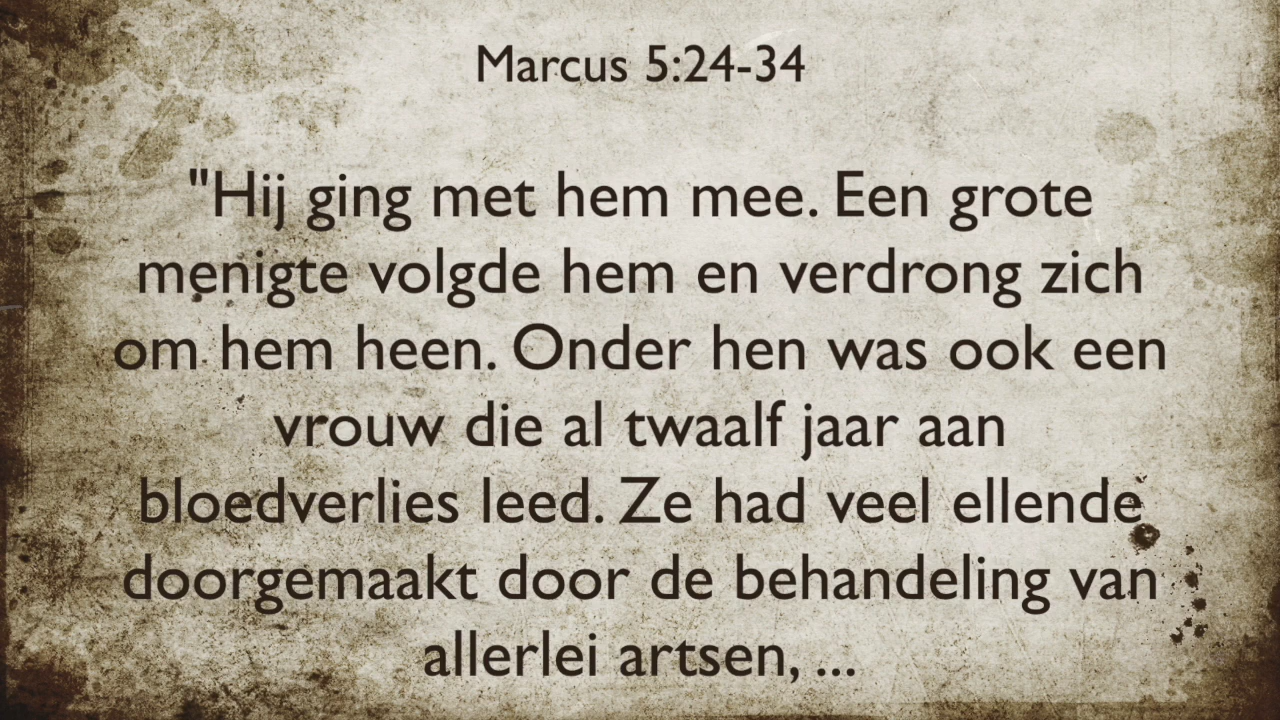 Marcus 5:24-34
"Hij ging met hem mee. Een grote
menigte volgde hem en verdrong zich
om hem heen. Onder hen was ook een
vrouw die al twaalf jaar aan
bloedverlies leed. Ze had veel ellende
doorgemaakt door de behandeling van
allerlei artsen, ...